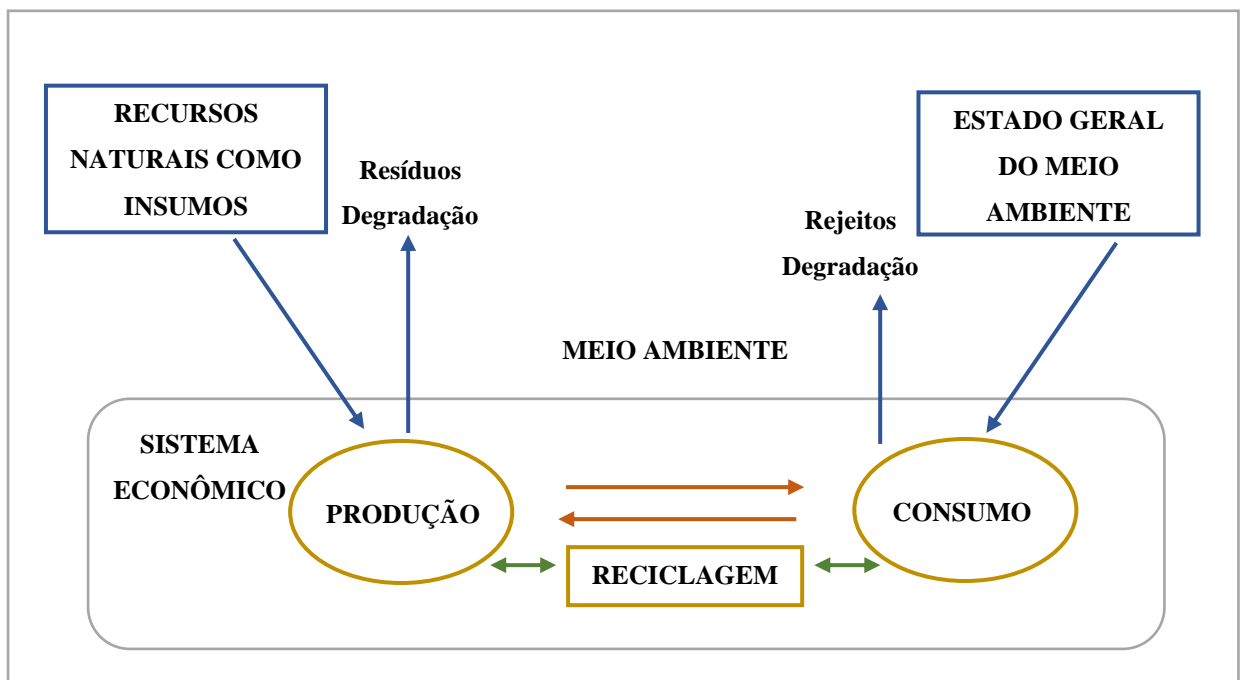 RECURSOS
NATURAIS COMO
INSUMOS
Resíduos
Degradação
ESTADO GERAL
DO MEIO
AMBIENTE
Rejeitos
Degradação
MEIO AMBIENTE
SISTEMA
ECONÔMICO
PRODUÇÃO
CONSUMO
RECICLAGEM